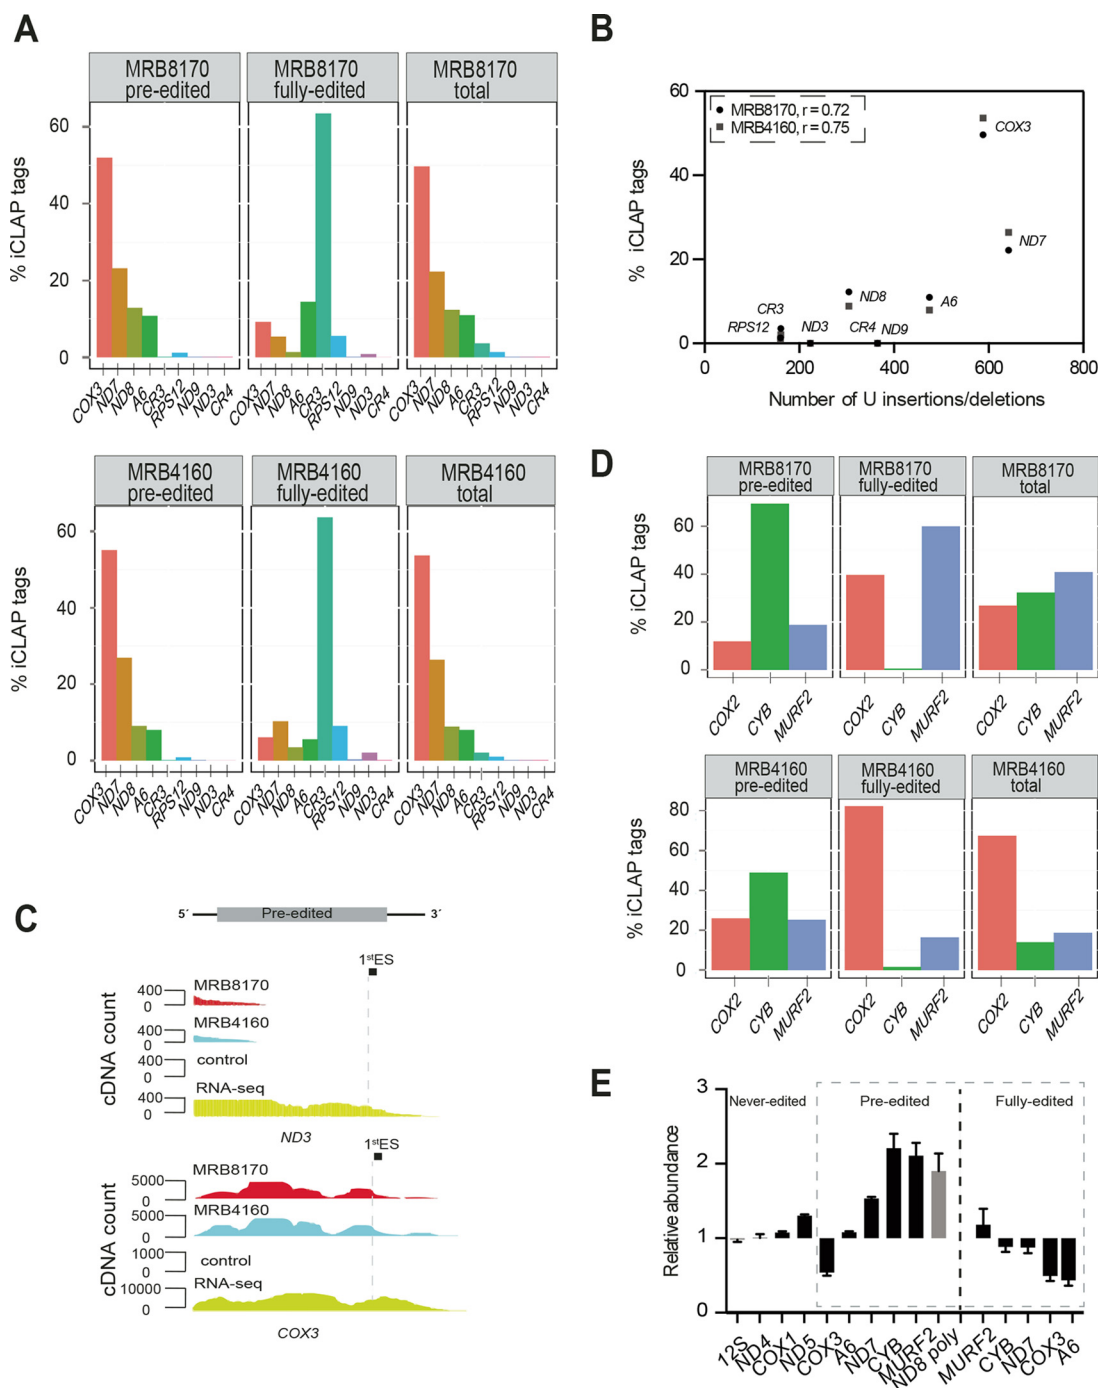 A
MRB8170
pre-edited
MRB8170
fully-edited
MRB8170
total
% iCLAP tags
60
40
20
0
COX3
ND7
ND8
A6
CR3
RPS12
ND9
ND3
CR4
COX3
ND7
ND8
A6
CR3
RPS12
ND9
ND3
CR4
COX3
ND7
ND8
A6
CR3
RPS12
ND9
ND3
CR4
MRB4160
pre-edited
MRB4160
fully-edited
MRB4160
total
% iCLAP tags
60
40
20
0
COX3
ND7
ND8
A6
CR3
RPS12
ND9
ND3
CR4
COX3
ND7
ND8
A6
CR3
RPS12
ND9
ND3
CR4
COX3
ND7
ND8
A6
CR3
RPS12
ND9
ND3
CR4
B
MRB8170, r = 0.72
MRB4160, r = 0.75
% iCLAP tags
60
40
20
0
COX3
ND7
ND8
A6
CR3
RPS12
ND3
CR4
ND9
0 200 400 600 800
Number of U insertions/deletions
C
5´ Pre-edited 3´
1stES
cDNA count
MRB8170
400
0
MRB4160
400
0
control
400
0
RNA-seq
400
0
ND3
1stES
cDNA count
MRB8170
5000
0
MRB4160
5000
0
control
1000
0
RNA-seq
10000
0
COX3
D
MRB8170
pre-edited
MRB8170
fully-edited
MRB8170
total
% iCLAP tags
60
40
20
0
COX2
CYB
MURF2
COX2
CYB
MURF2
COX2
CYB
MURF2
MRB4160
pre-edited
MRB4160
fully-edited
MRB4160
total
% iCLAP tags
80
60
40
20
0
COX2
CYB
MURF2
COX2
CYB
MURF2
COX2
CYB
MURF2
E
Relative abundance
3
2
1
0
Never-edited
Pre-edited
Fully-edited
12S
ND4
COX1
ND5
COX3
A6
ND7
CYB
MURF2
ND8 poly
MURF2
CYB
ND7
COX3
A6